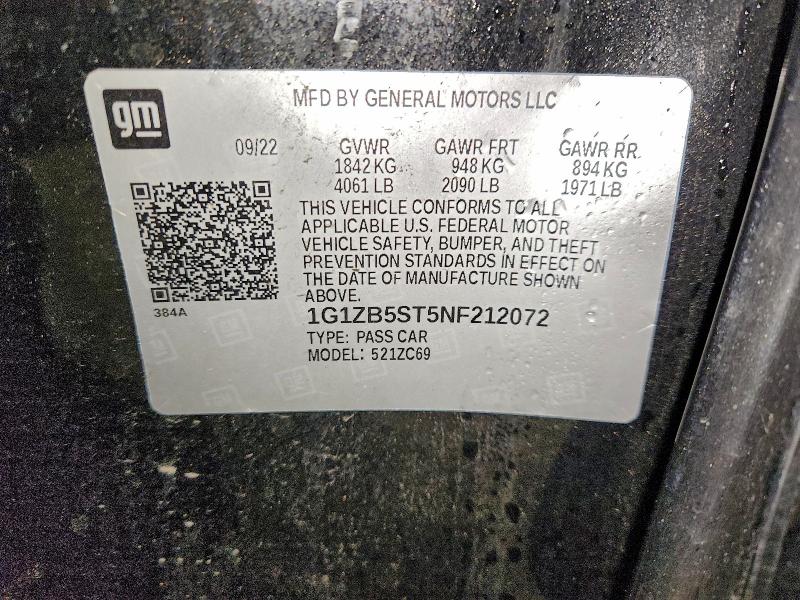 gm
MFD BY GENERAL MOTORS LLC
09/22 GVWR GAWR FRT GAWR RR
1842 KG 948 KG 894 KG
4061 LB 2090 LB 1971 LB
THIS VEHICLE CONFORMS TO ALL
APPLICABLE U.S. FEDERAL MOTOR
VEHICLE SAFETY, BUMPER, AND THEFT
PREVENTION STANDARDS IN EFFECT ON
THE DATE OF MANUFACTURE SHOWN
ABOVE.
384A
1G1ZB5ST5NF212072
TYPE: PASS CAR
MODEL: 521ZC69